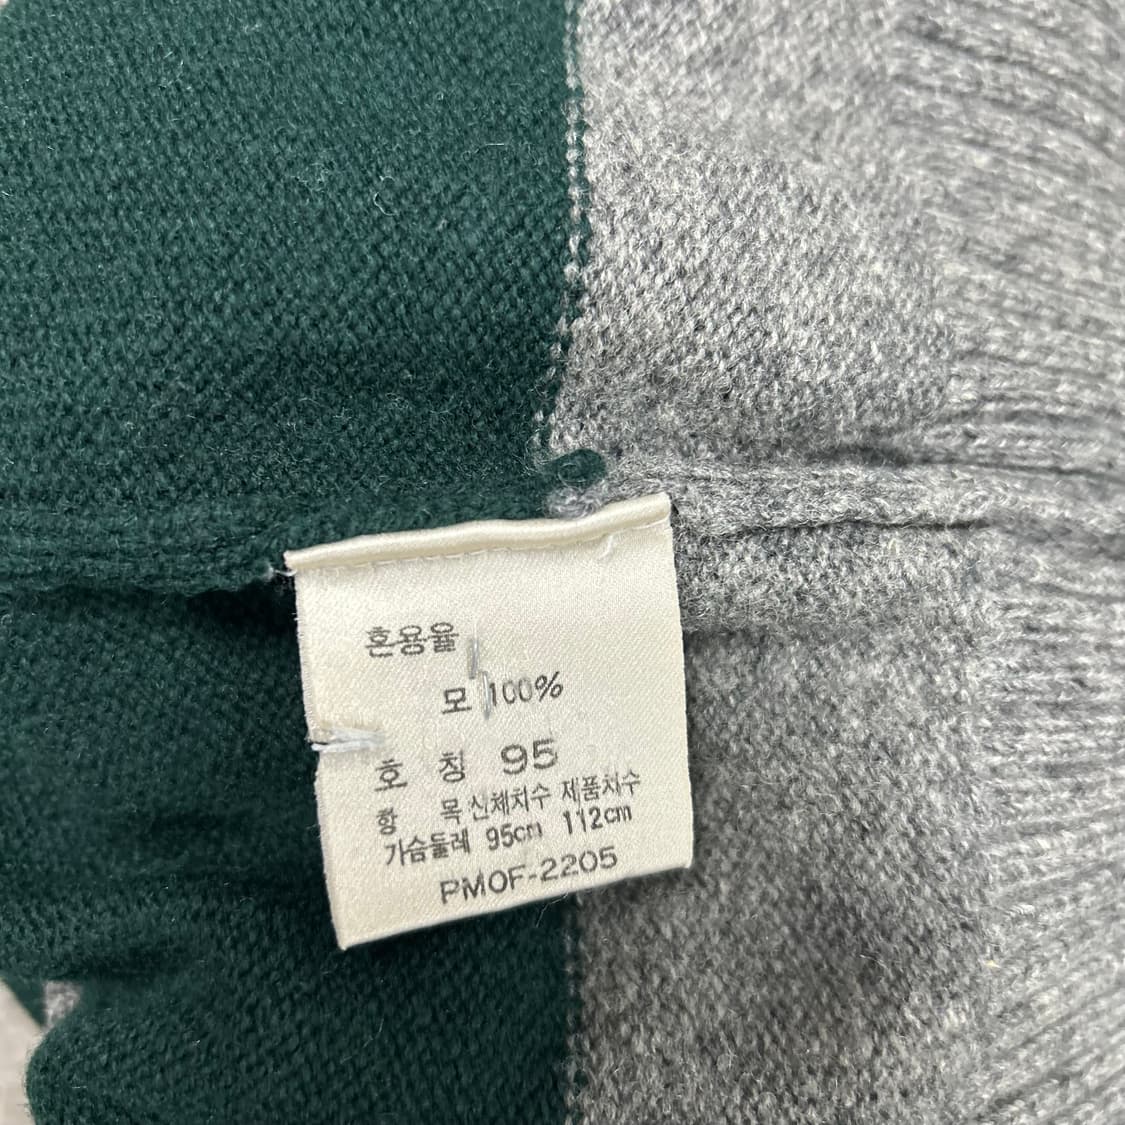 혼용율
모 100%
호 칭 95
항 목 신체치수 제품치수
가슴둘레 95cm 112cm
PMOF-2205